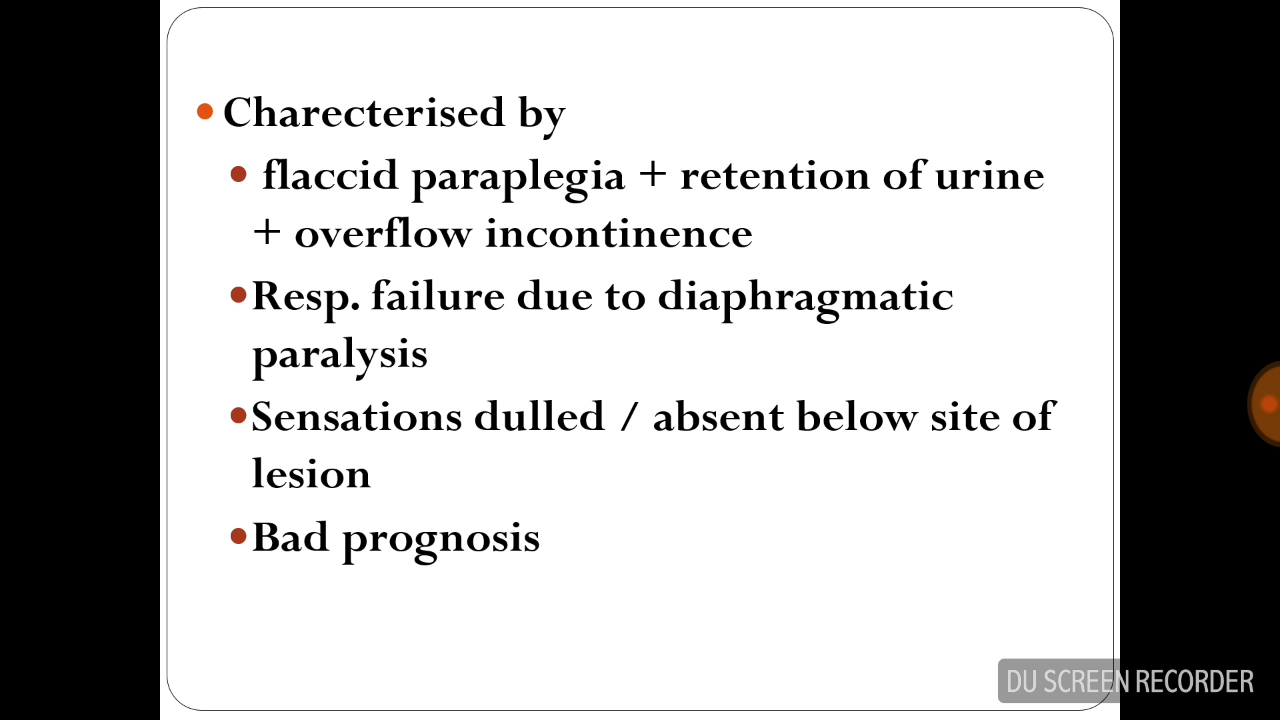 Charecterised by
flaccid paraplegia + retention of urine
+ overflow incontinence
Resp. failure due to diaphragmatic
paralysis
Sensations dulled / absent below site of
lesion
Bad prognosis
DU SCREEN RECORDER